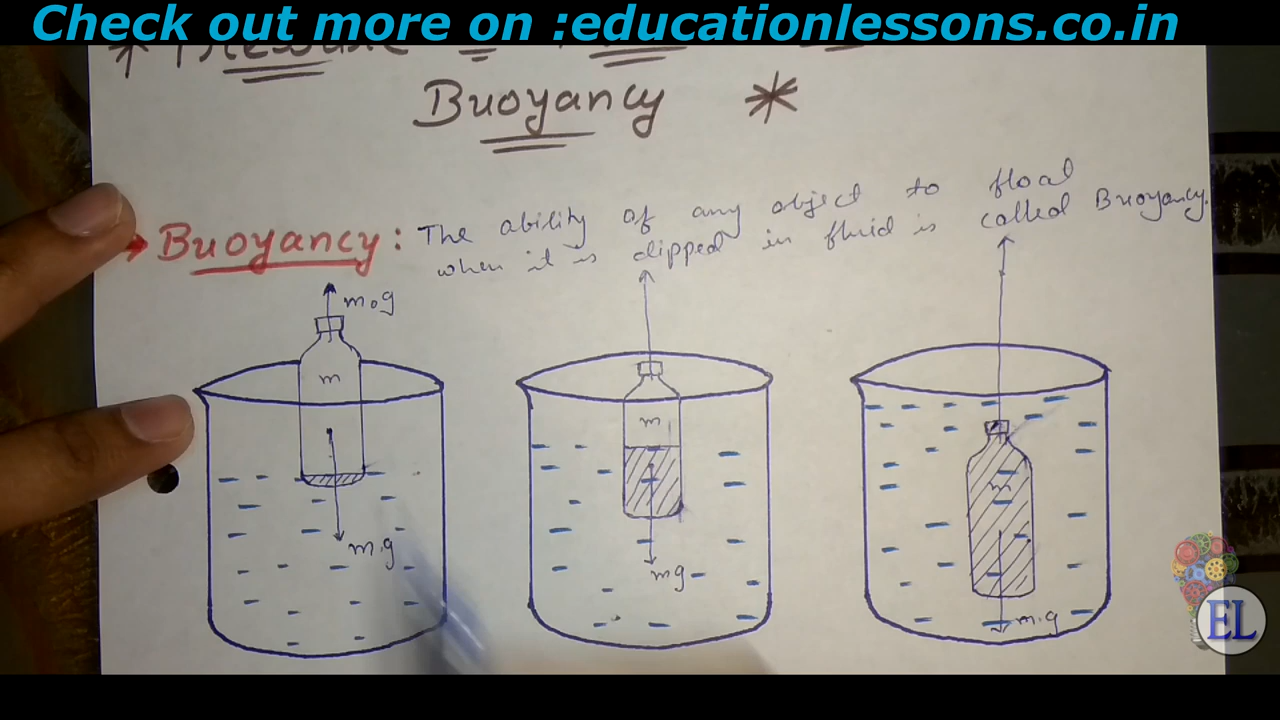 Check out more on :educationlessons.co.in
Buoyancy *
Buoyancy: The ability of any object to float
when it is dipped in fluid is called Buoyancy.
m₀g
m
m
m
m.g
mg
m.g
EL